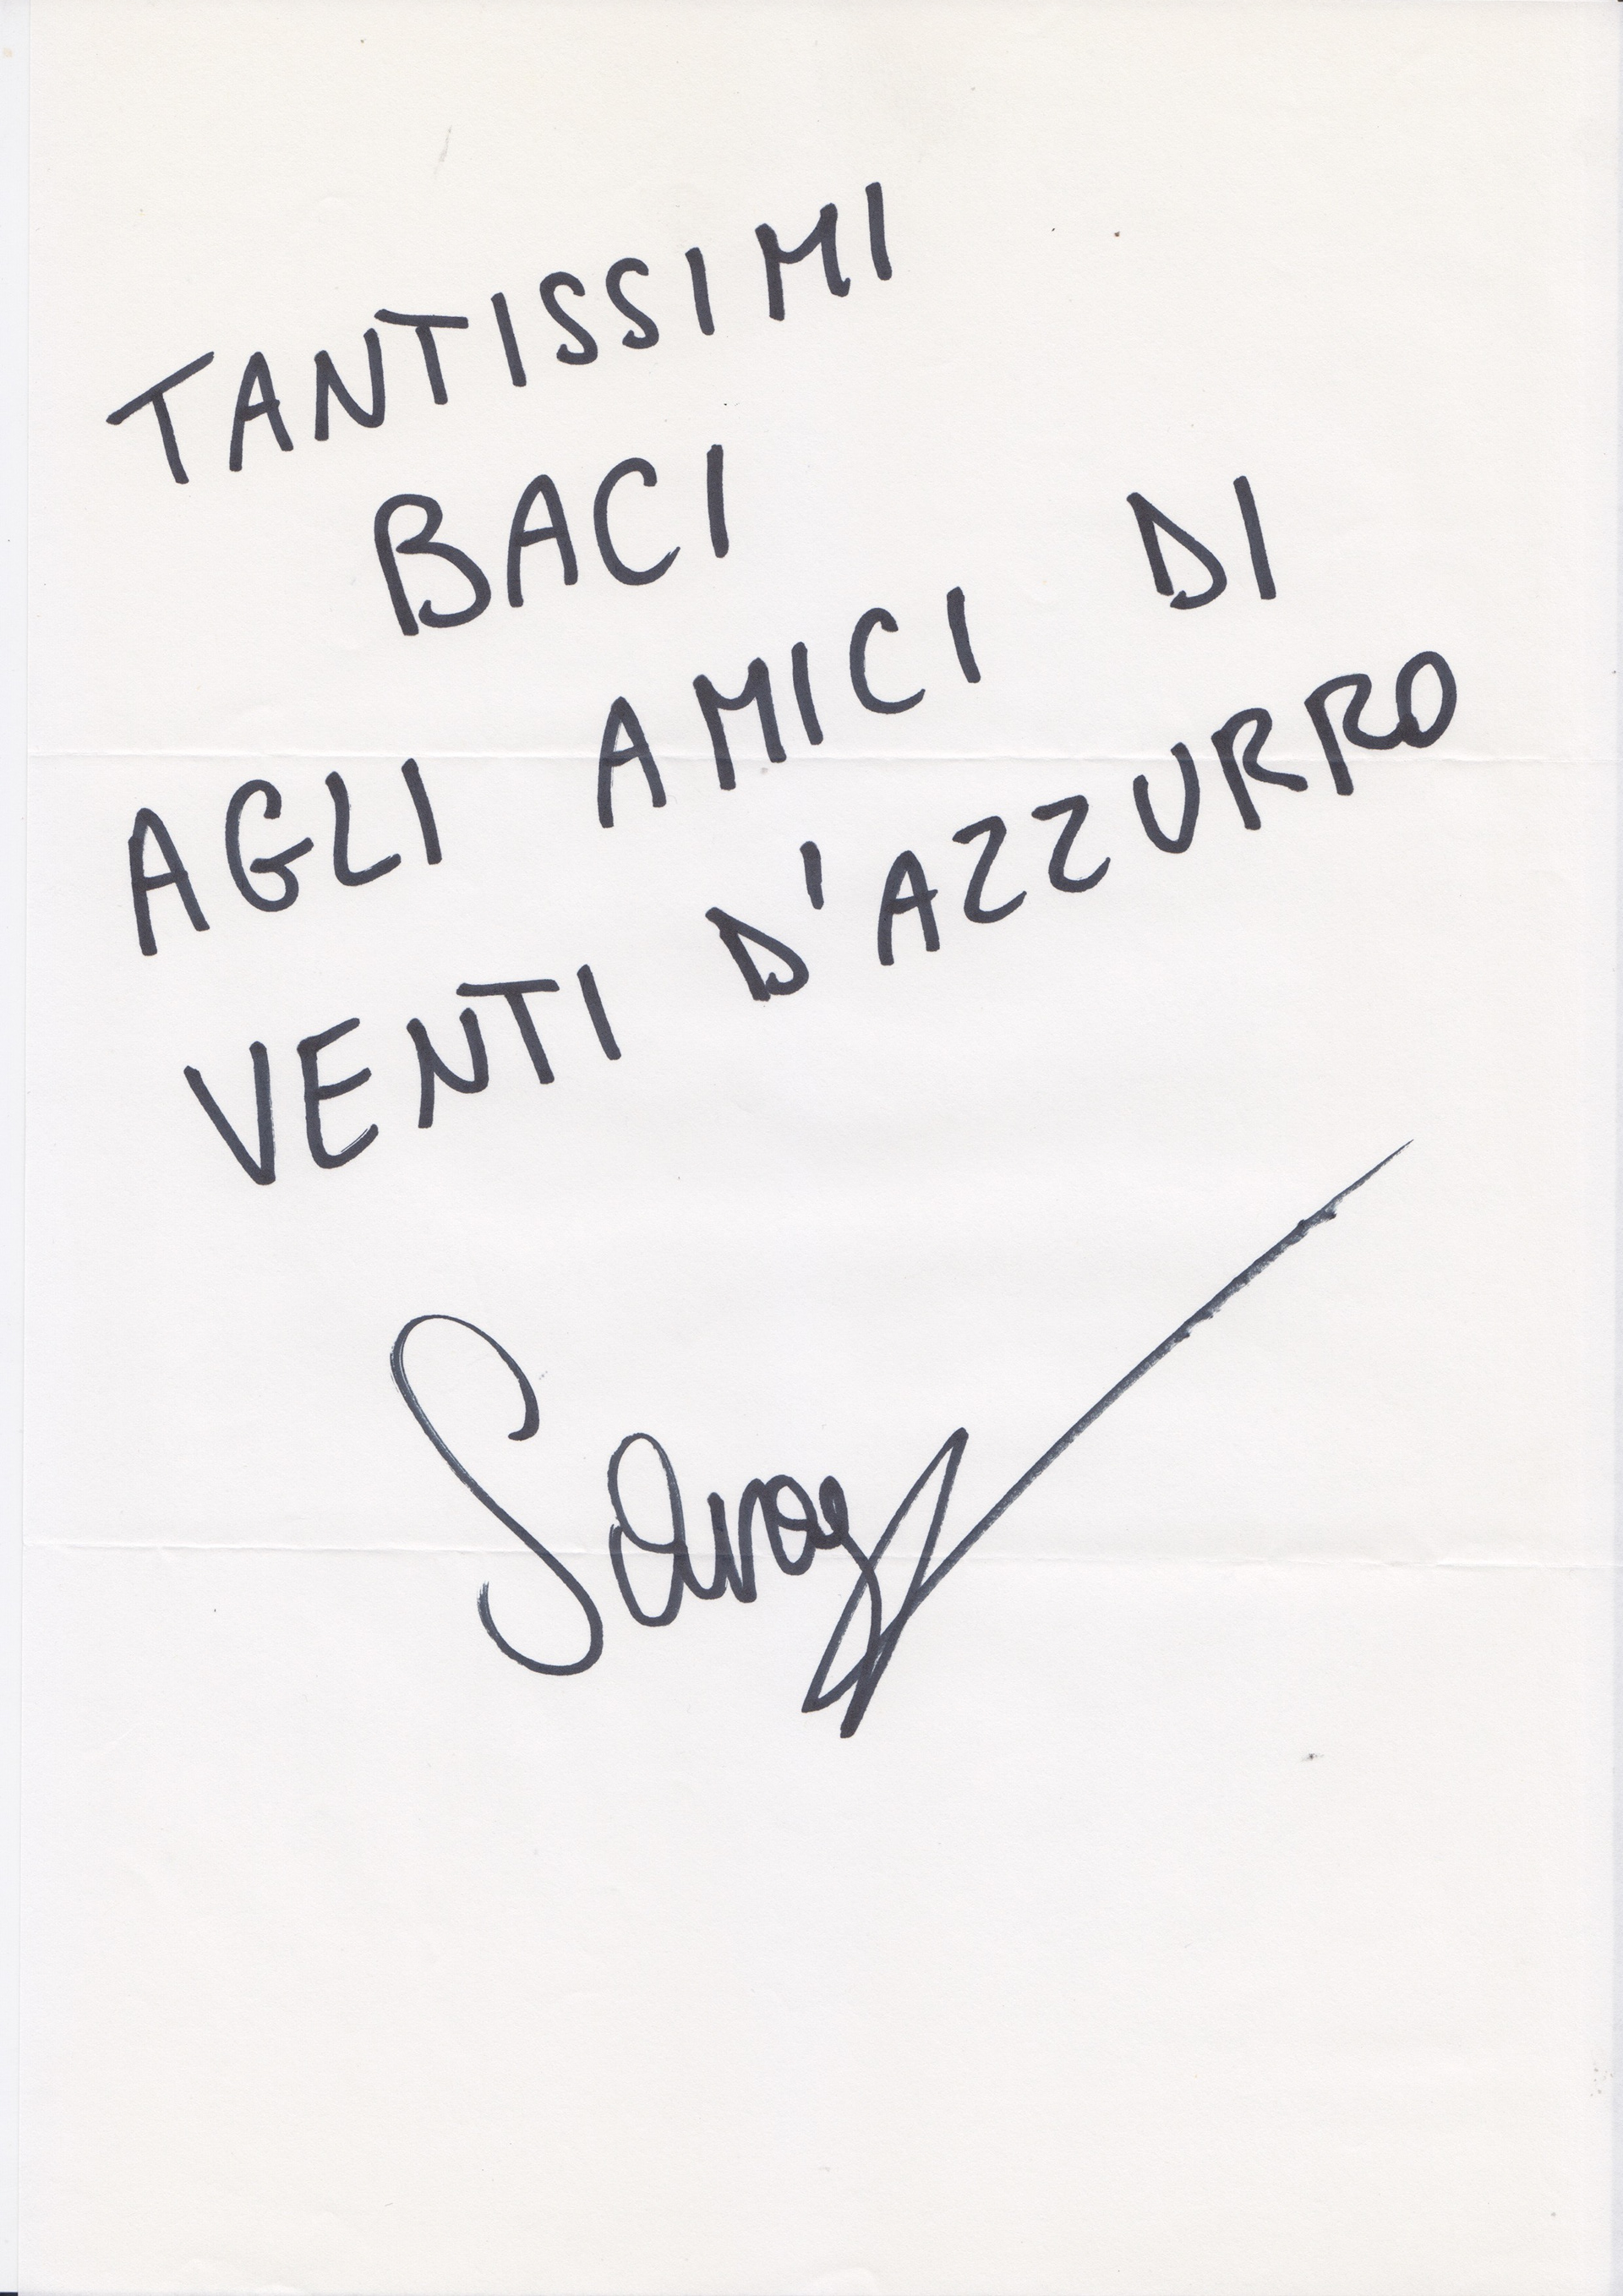 TANTISSIMI
BACI
AGLI AMICI DI
VENTI D'AZZURRO